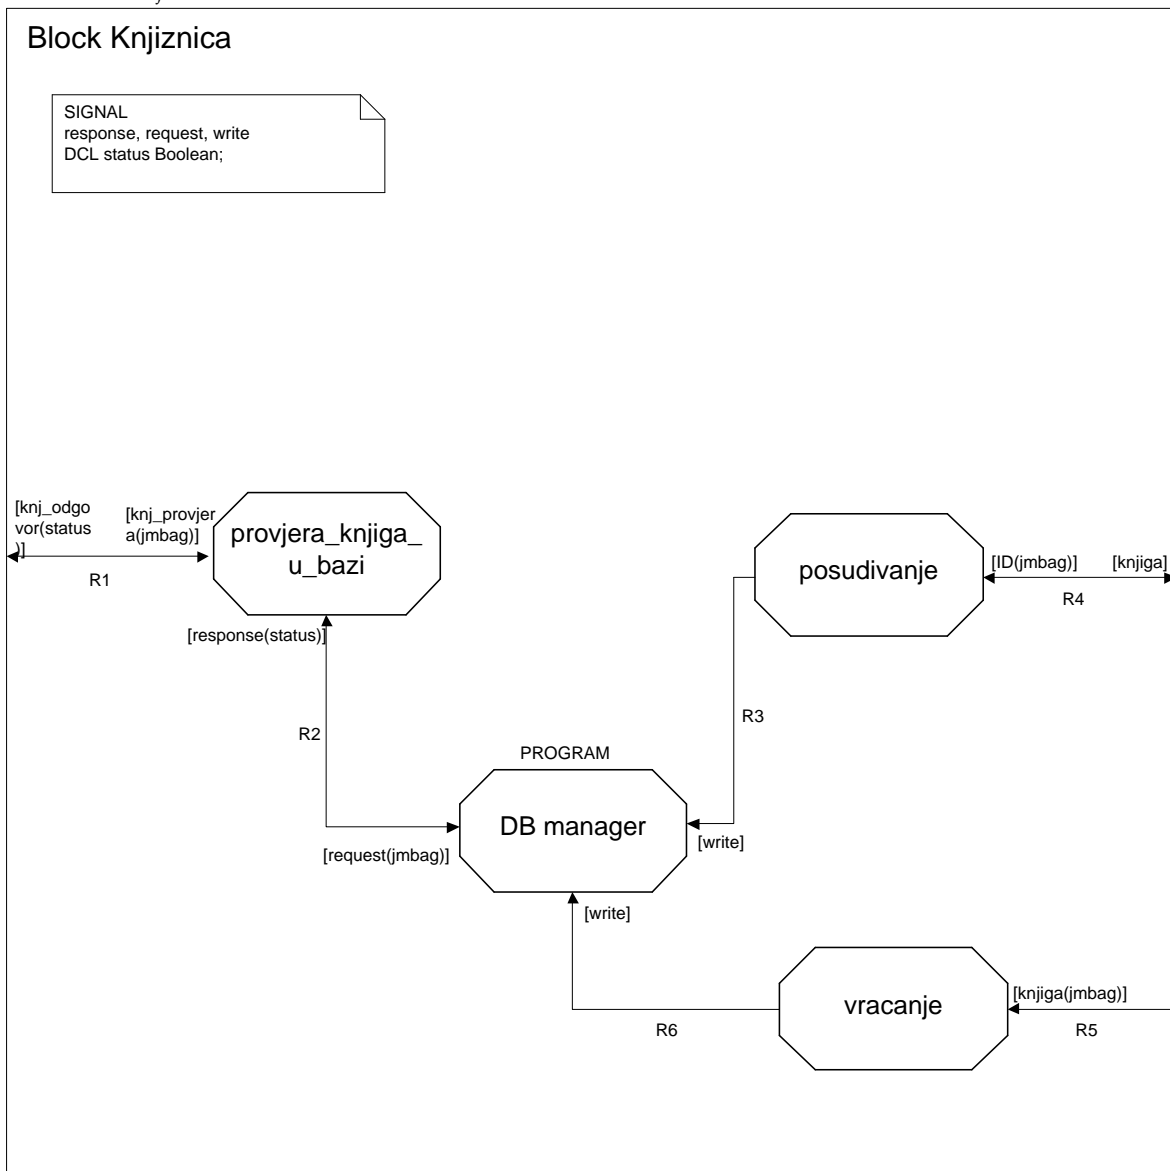 Block Knjiznica
SIGNAL
response, request, write
DCL status Boolean;
[knj_odgo
vor(status
)]
[knj_provjer
a(jmbag)]
R1
provjera_knjiga_
u_bazi
[response(status)]
posudivanje
[ID(jmbag)]
[knjiga]
R4
R2
R3
PROGRAM
DB manager
[request(jmbag)]
[write]
[write]
vracanje
[knjiga(jmbag)]
R6
R5